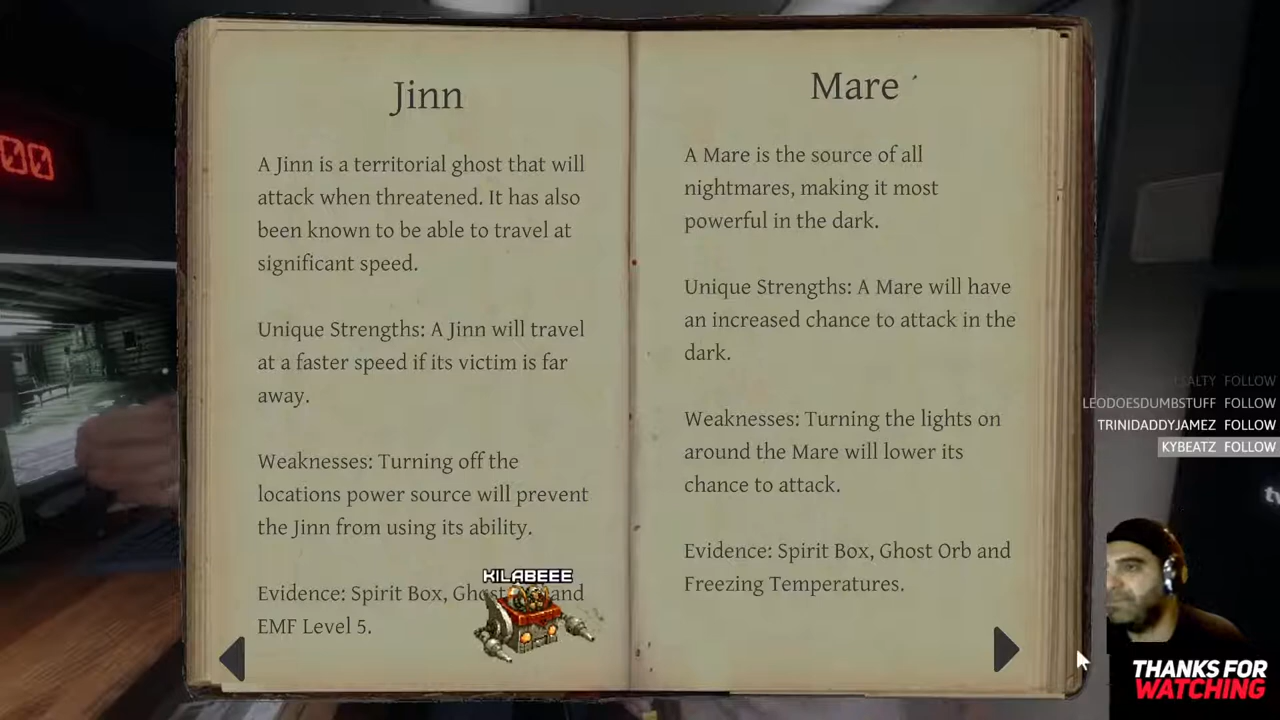 Jinn
A Jinn is a territorial ghost that will
attack when threatened. It has also
been known to be able to travel at
significant speed.
Unique Strengths: A Jinn will travel
at a faster speed if its victim is far
away.
Weaknesses: Turning off the
locations power source will prevent
the Jinn from using its ability.
Evidence: Spirit Box, Ghost and
EMF Level 5.
KILABEEE
Mare
A Mare is the source of all
nightmares, making it most
powerful in the dark.
Unique Strengths: A Mare will have
an increased chance to attack in the
dark.
Weaknesses: Turning the lights on
around the Mare will lower its
chance to attack.
Evidence: Spirit Box, Ghost Orb and
Freezing Temperatures.
FOLLOW
LEODOESDUMBSTUFF FOLLOW
TRINIDADDYJAMEZ FOLLOW
KYBEATZ FOLLOW
THANKS FOR
WATCHING